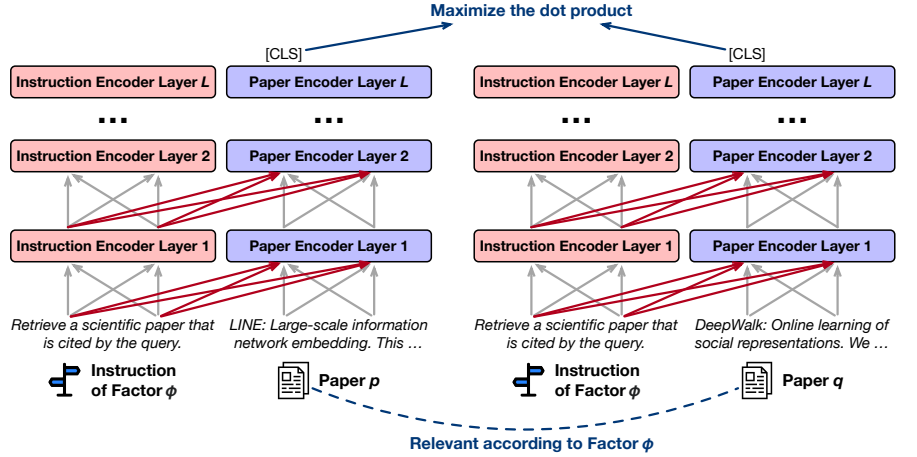 Maximize the dot product
[CLS] [CLS]
Instruction Encoder Layer L Paper Encoder Layer L Instruction Encoder Layer L Paper Encoder Layer L
... ... ... ...
Instruction Encoder Layer 2 Paper Encoder Layer 2 Instruction Encoder Layer 2 Paper Encoder Layer 2
Instruction Encoder Layer 1 Paper Encoder Layer 1 Instruction Encoder Layer 1 Paper Encoder Layer 1
Retrieve a scientific paper that
is cited by the query.
LINE: Large-scale information
network embedding. This ...
Retrieve a scientific paper that
is cited by the query.
DeepWalk: Online learning of
social representations. We ...
Instruction
of Factor ϕ
Paper p
Instruction
of Factor ϕ
Paper q
Relevant according to Factor ϕ